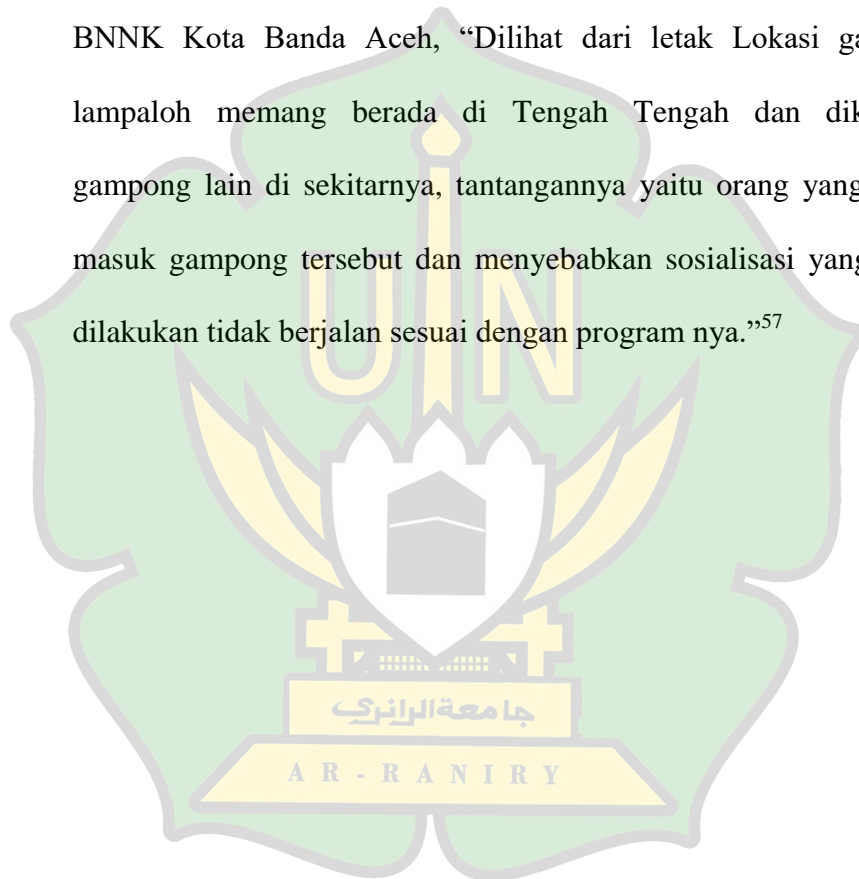 BNNK Kota Banda Aceh, “Dilihat dari letak Lokasi
lampaloh memang berada di Tengah Tengah dan
gampong lain di sekitarnya, tantangannya yaitu orang yang
masuk gampong tersebut dan menyebabkan sosialisasi yang
dilakukan tidak berjalan sesuai dengan program nya.”57
UIN
جامعة الرانري
AR-RANIRY